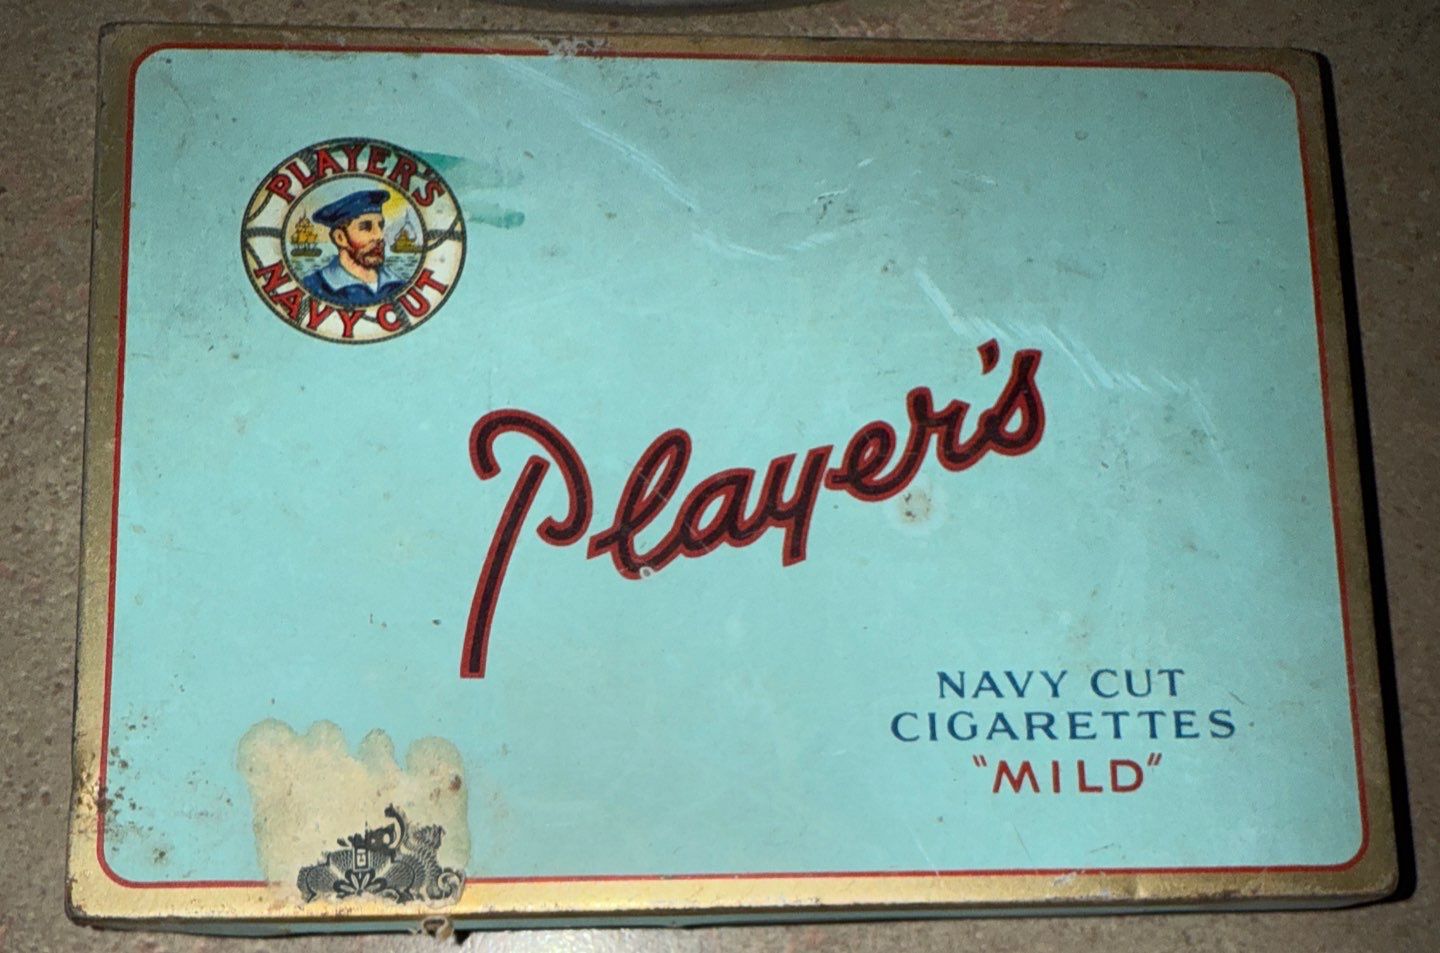 PLAYER'S
NAVY CUT
Player's
NAVY CUT
CIGARETTES
"MILD"